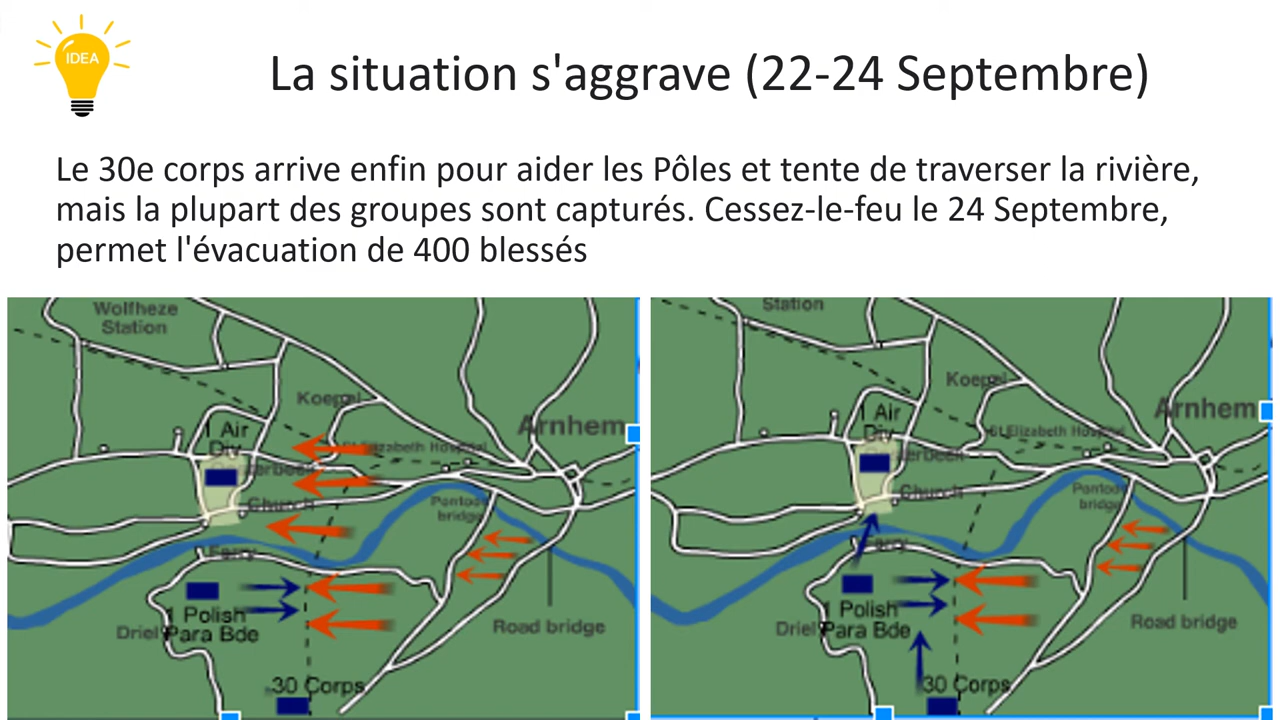 IDEA
La situation s'aggrave (22-24 Septembre)
Le 30e corps arrive enfin pour aider les Pôles et tente de traverser la rivière,
mais la plupart des groupes sont capturés. Cessez-le-feu le 24 Septembre,
permet l'évacuation de 400 blessés
Wolfheze
Station
Koepel
Arnhem
1 Air
Div
Elizabeth Hospital
Church
bridge
Ferry
1 Polish
Driel Para Bde
Road bridge
30 Corps
Station
Koepel
Arnhem
1 Air
Div
St Elizabeth Hospital
Church
bridge
Ferry
1 Polish
Driel Para Bde
Road bridge
30 Corps